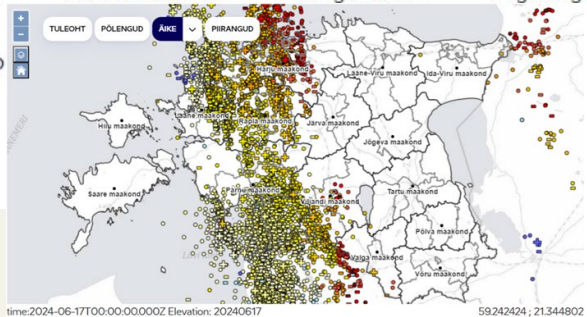 TULEOHT PÕLENGUD ÄIKE PIIRANGUD
Harju maakond
Lääne-Viru maakond
Ida-Viru maakond
Hiiu maakond
Lääne maakond
Rapla maakond
Järva maakond
Jõgeva maakond
Saare maakond
Pärnu maakond
Viljandi maakond
Tartu maakond
Põlva maakond
Valga maakond
Võru maakond
time:2024-06-17T00:00:00.000Z Elevation: 20240617
59.242424 ; 21.344802